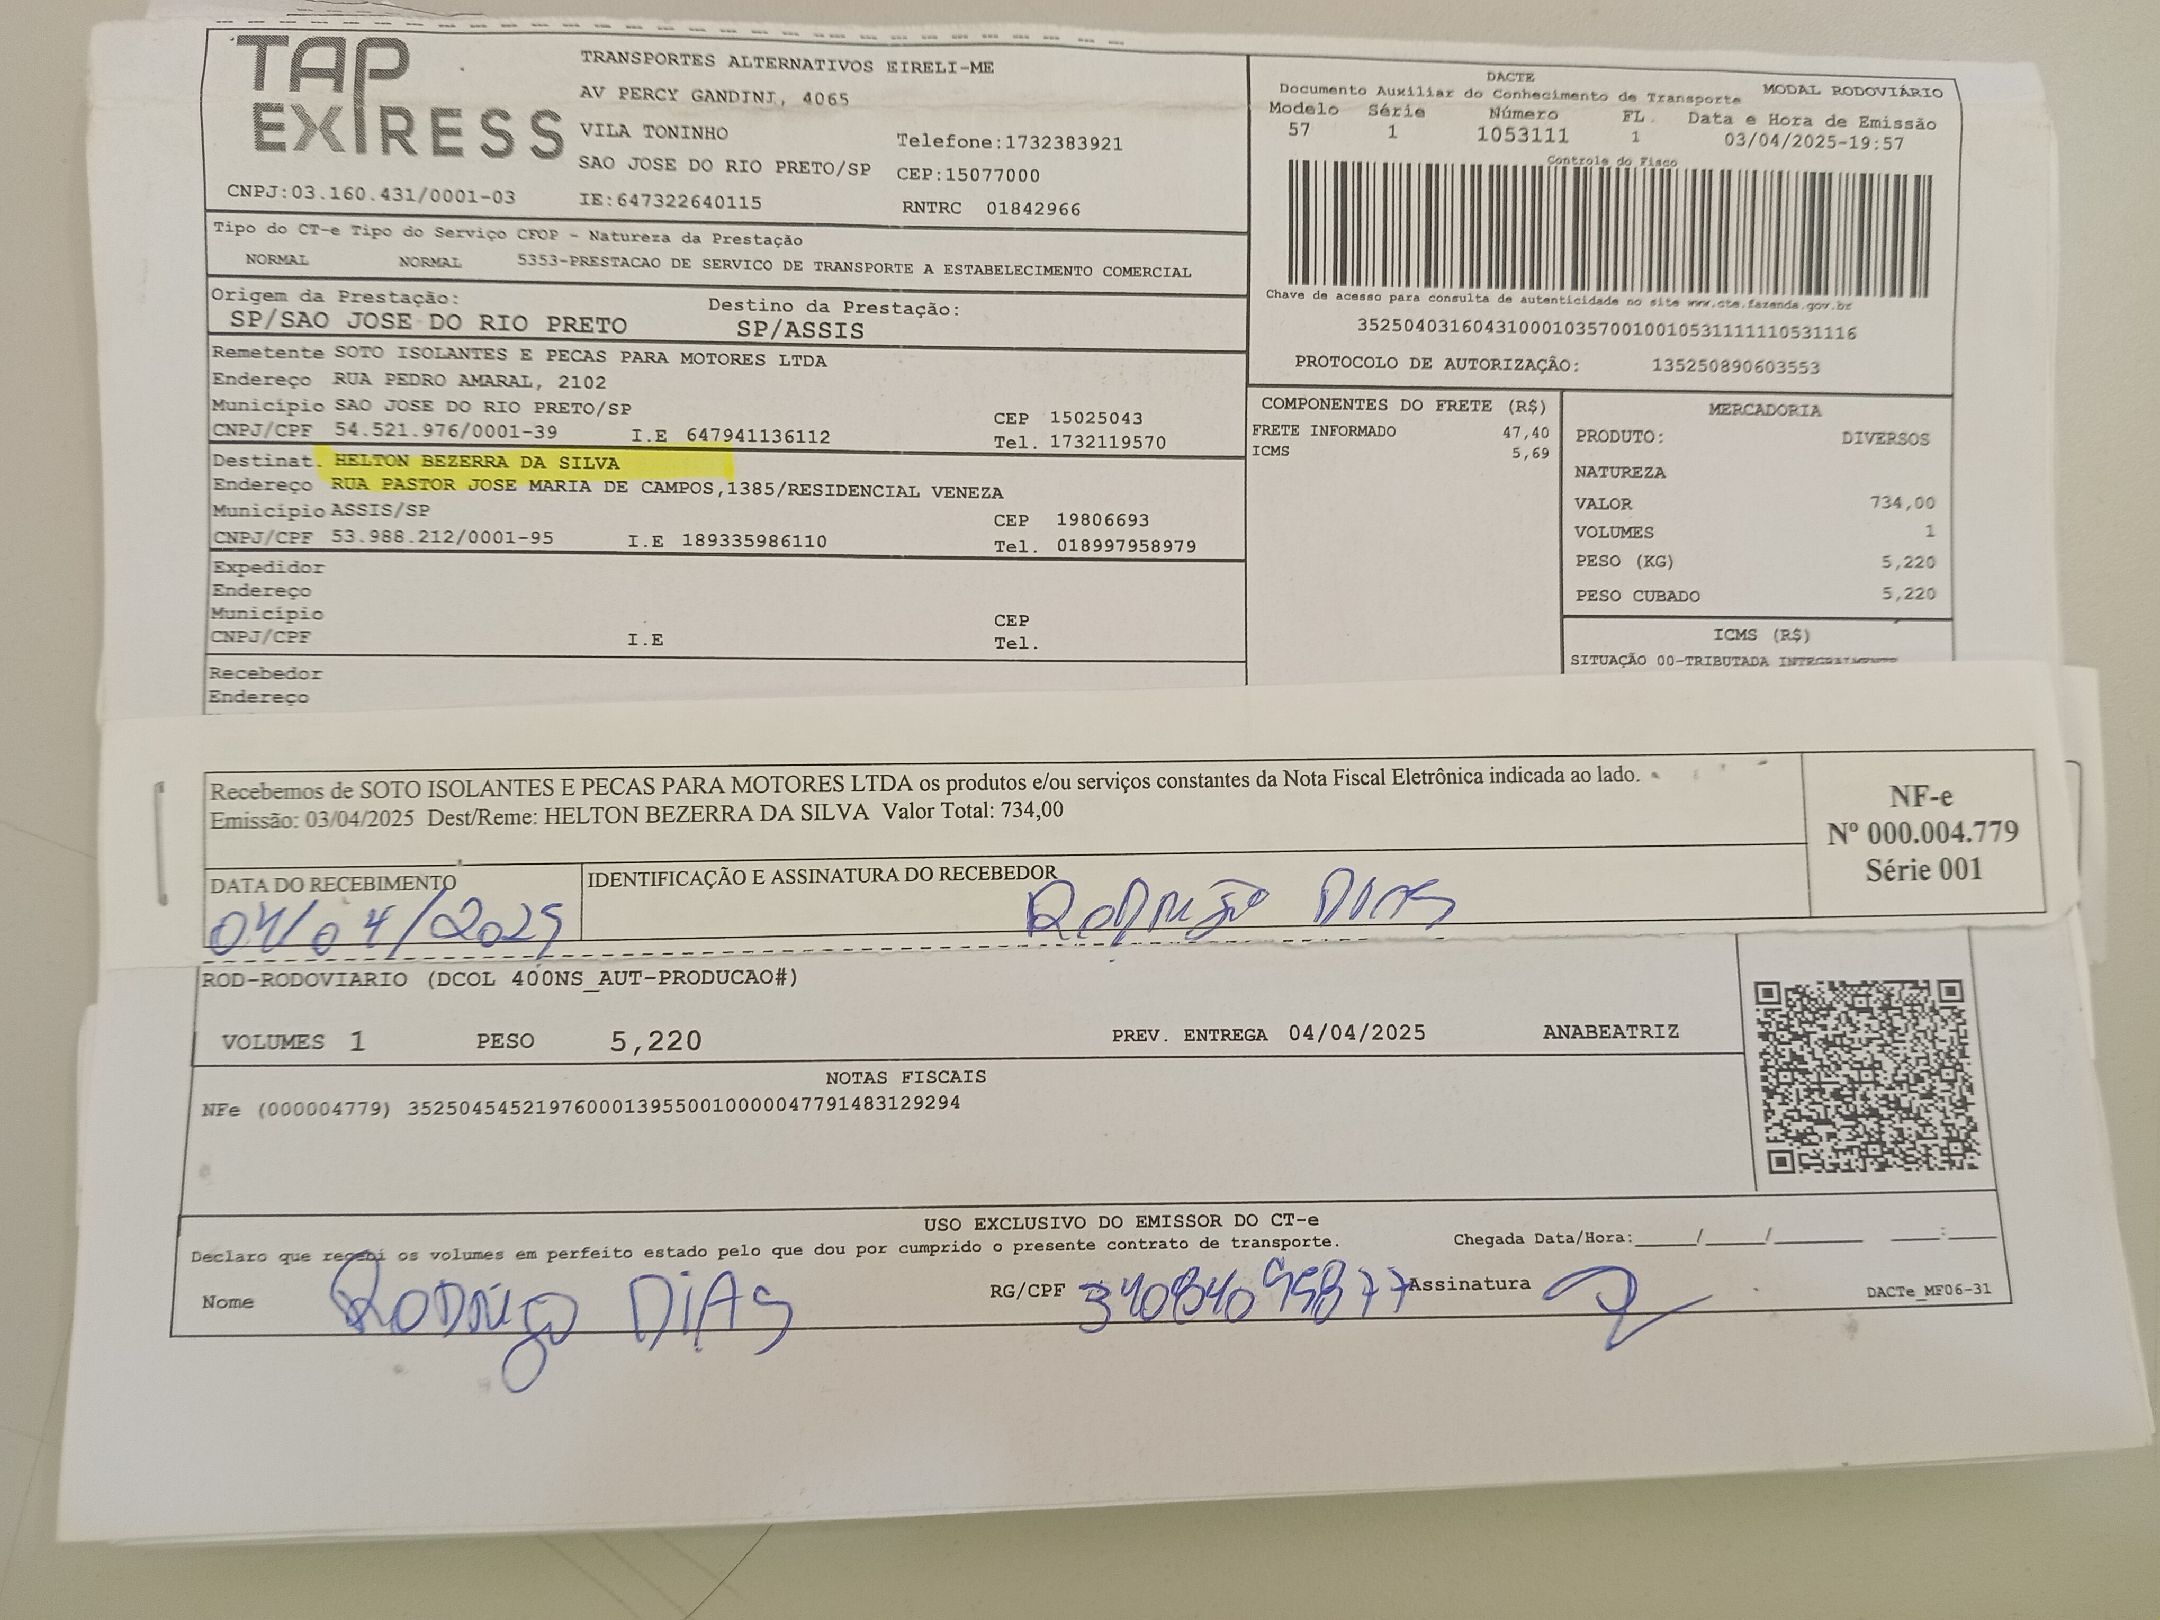 TAP EXPRESS
TRANSPORTES ALTERNATIVOS EIRELI-ME
AV PERCY GANDINI, 4065
VILA TONINHO
Telefone:1732383921
SAO JOSE DO RIO PRETO/SP CEP:15077000
CNPJ:03.160.431/0001-03 IE:647322640115 RNTRC 01842966
DACTE
Documento Auxiliar do Conhecimento de Transporte MODAL RODOVIÁRIO
Modelo Série Número FL. Data e Hora de Emissão
57 1 1053111 1 03/04/2025-19:57
Controle do Fisco
Chave de acesso para consulta de autenticidade no site www.cte.fazenda.gov.br
35250403160431000103570010010531111110531116
PROTOCOLO DE AUTORIZAÇÃO: 135250890603553
Tipo do CT-e Tipo do Serviço CFOP - Natureza da Prestação
NORMAL NORMAL 5353-PRESTACAO DE SERVICO DE TRANSPORTE A ESTABELECIMENTO COMERCIAL
Origem da Prestação: Destino da Prestação:
SP/SAO JOSE DO RIO PRETO SP/ASSIS
Remetente SOTO ISOLANTES E PECAS PARA MOTORES LTDA
Endereço RUA PEDRO AMARAL, 2102
Município SAO JOSE DO RIO PRETO/SP CEP 15025043
CNPJ/CPF 54.521.976/0001-39 I.E 647941136112 Tel. 1732119570
Destinat. HELTON BEZERRA DA SILVA
Endereço RUA PASTOR JOSE MARIA DE CAMPOS,1385/RESIDENCIAL VENEZA
Município ASSIS/SP CEP 19806693
CNPJ/CPF 53.988.212/0001-95 I.E 189335986110 Tel. 018997958979
Expedidor
Endereço
Município CEP
CNPJ/CPF I.E Tel.
Recebedor
Endereço
COMPONENTES DO FRETE (R$)
FRETE INFORMADO 47,40
ICMS 5,69
MERCADORIA
PRODUTO: DIVERSOS
NATUREZA
VALOR 734,00
VOLUMES 1
PESO (KG) 5,220
PESO CUBADO 5,220
ICMS (R$)
SITUAÇÃO 00-TRIBUTADA INTEGRALMENTE
Recebemos de SOTO ISOLANTES E PECAS PARA MOTORES LTDA os produtos e/ou serviços constantes da Nota Fiscal Eletrônica indicada ao lado.
Emissão: 03/04/2025 Dest/Reme: HELTON BEZERRA DA SILVA Valor Total: 734,00
NF-e
Nº 000.004.779
Série 001
DATA DO RECEBIMENTO IDENTIFICAÇÃO E ASSINATURA DO RECEBEDOR
04/04/2025 RODRIGO DIAS
ROD-RODOVIARIO (DCOL 400NS_AUT-PRODUCAO#)
VOLUMES 1 PESO 5,220 PREV. ENTREGA 04/04/2025 ANABEATRIZ
NOTAS FISCAIS
NFe (000004779) 35250454521976000139550010000047791483129294
USO EXCLUSIVO DO EMISSOR DO CT-e
Declaro que recebi os volumes em perfeito estado pelo que dou por cumprido o presente contrato de transporte. Chegada Data/Hora:_____/_____/_______ ____:____
Nome RODRIGO DIAS RG/CPF 34084095877 Assinatura
DACTe_MF06-31